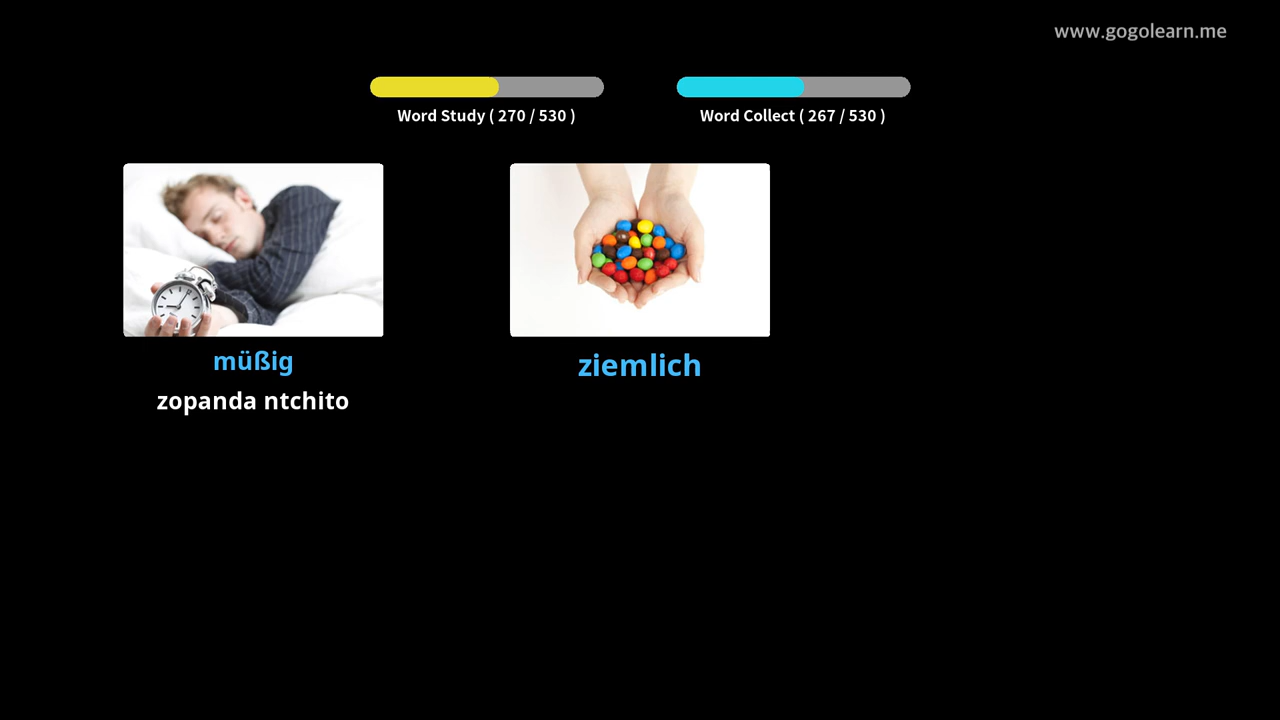 www.gogolearn.me
Word Study ( 270 / 530 )
Word Collect ( 267 / 530 )
müßig
zopanda ntchito
ziemlich